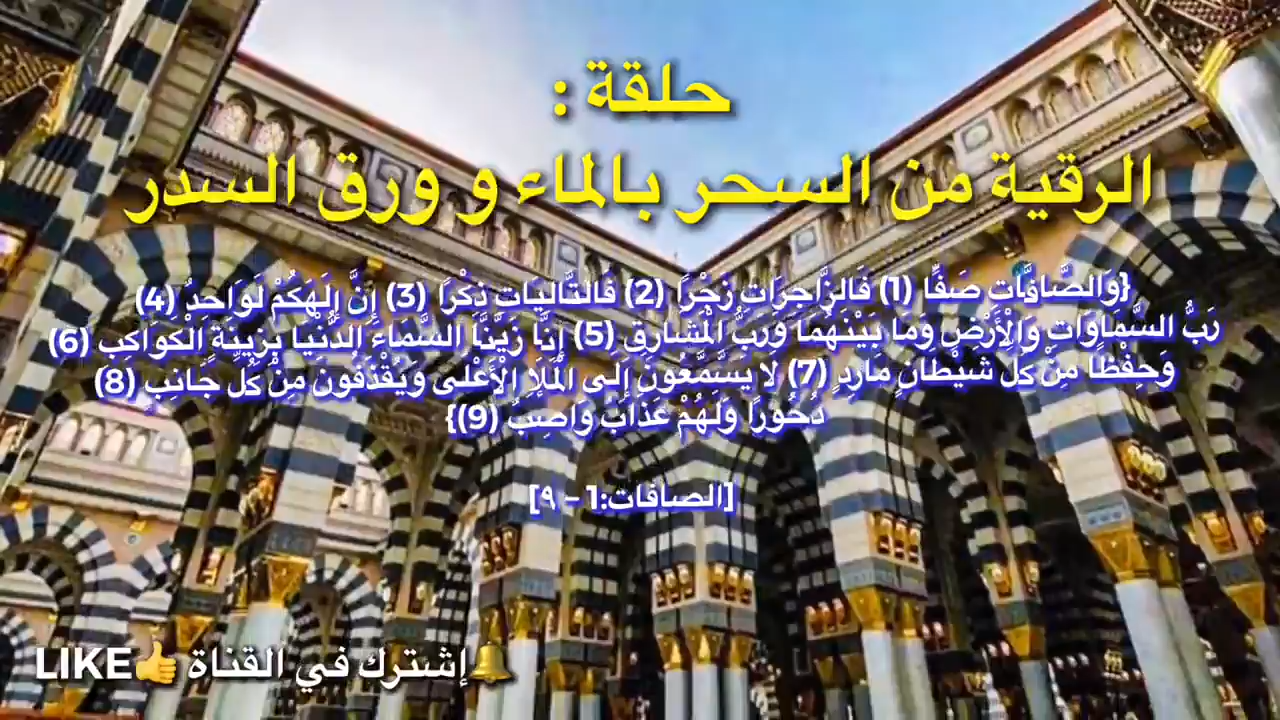 حلقة :
الرقية من السحر بالماء و ورق السدر
{وَالصَّافَّاتِ صَفًّا (1) فَالزَّاجِرَاتِ زَجْرًا (2) فَالتَّالِيَاتِ ذِكْرًا (3) إِنَّ إِلَهَكُمْ لَوَاحِدٌ (4)
رَبُّ السَّمَاوَاتِ وَالْأَرْضِ وَمَا بَيْنَهُمَا وَرَبُّ الْمَشَارِقِ (5) إِنَّا زَيَّنَّا السَّمَاءَ الدُّنْيَا بِزِينَةٍ الْكَوَاكِبِ (6)
وَحِفْظًا مِنْ كُلِّ شَيْطَانٍ مَارِدٍ (7) لَا يَسَّمَّعُونَ إِلَى الْمَلَإِ الْأَعْلَى وَيُقْذَفُونَ مِنْ كُلِّ جَانِبٍ (8)
دُحُورًا وَلَهُمْ عَذَابٌ وَاصِبٌ (9)}
[الصافات:1 - ٩]
🔔إشترك في القناة 👍LIKE